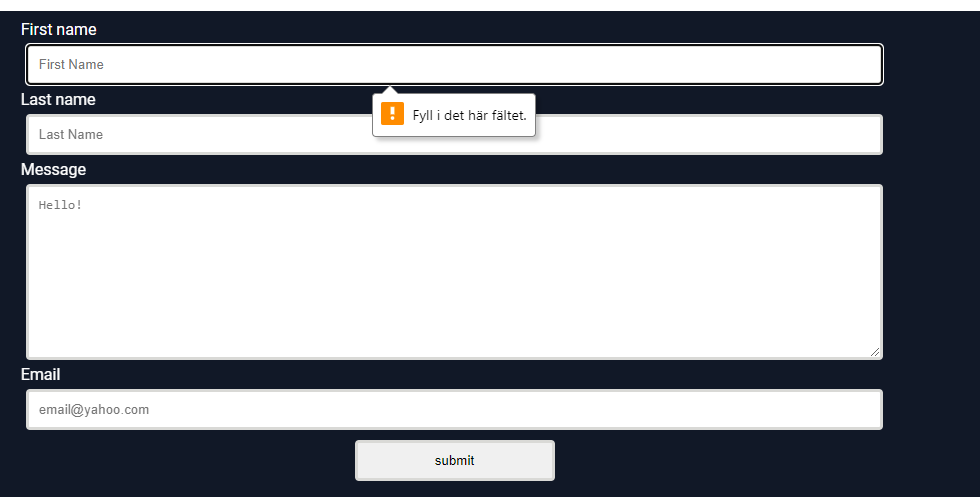 First name
First Name
Fyll i det här fältet.
Last name
Last Name
Message
Hello!
Email
email@yahoo.com
submit